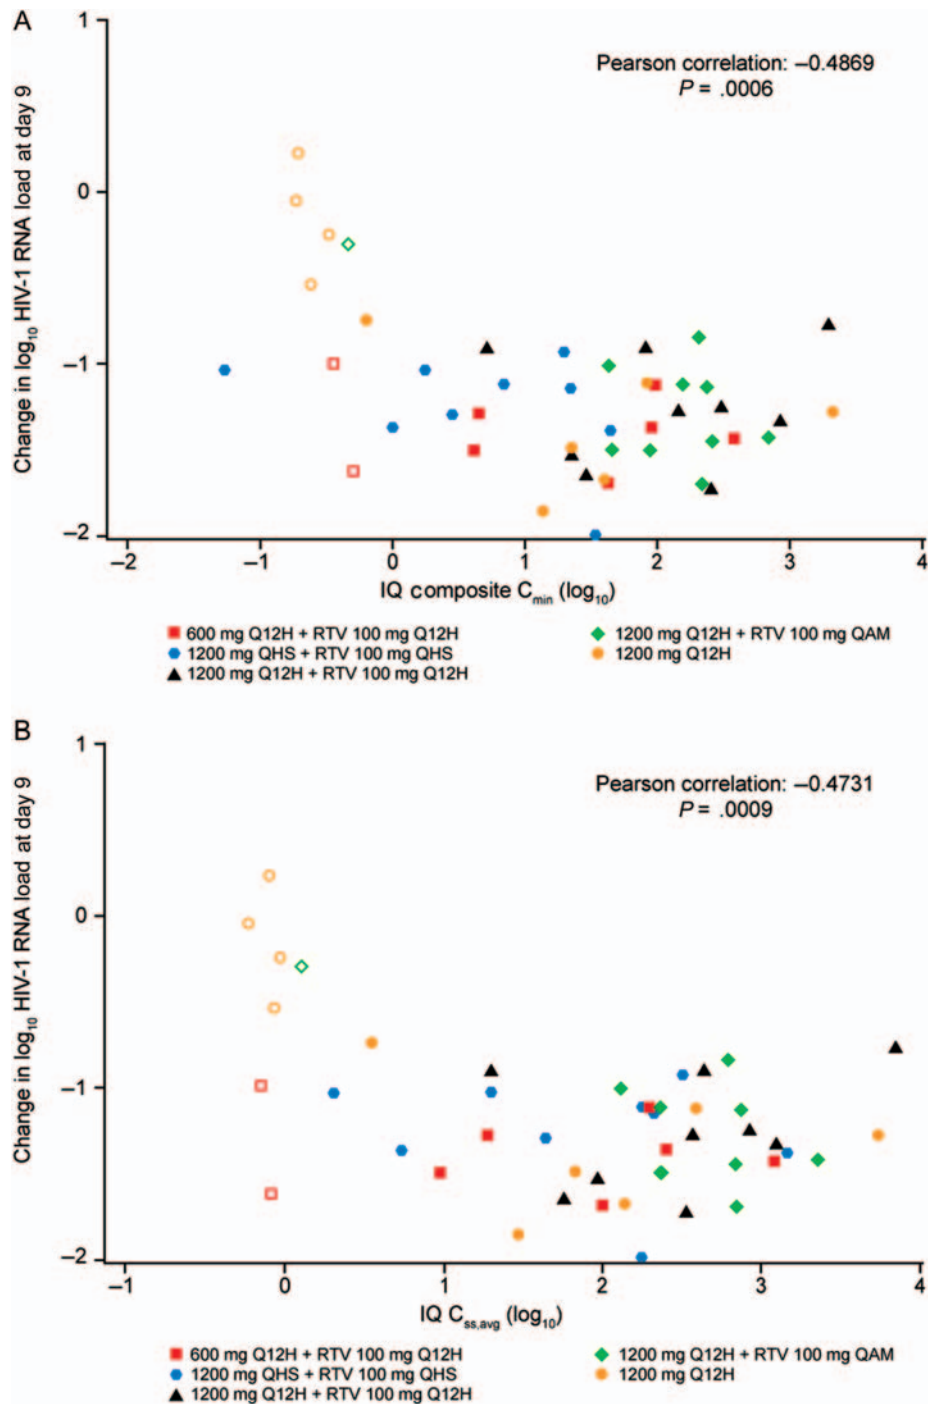 A
Pearson correlation: –0.4869
P = .0006
Change in log10 HIV-1 RNA load at day 9
1
0
–1
–2
–2 –1 0 1 2 3 4
IQ composite Cmin (log10)
600 mg Q12H + RTV 100 mg Q12H
1200 mg QHS + RTV 100 mg QHS
1200 mg Q12H + RTV 100 mg Q12H
1200 mg Q12H + RTV 100 mg QAM
1200 mg Q12H
B
Pearson correlation: –0.4731
P = .0009
Change in log10 HIV-1 RNA load at day 9
1
0
–1
–2
–1 0 1 2 3 4
IQ Css,avg (log10)
600 mg Q12H + RTV 100 mg Q12H
1200 mg QHS + RTV 100 mg QHS
1200 mg Q12H + RTV 100 mg Q12H
1200 mg Q12H + RTV 100 mg QAM
1200 mg Q12H